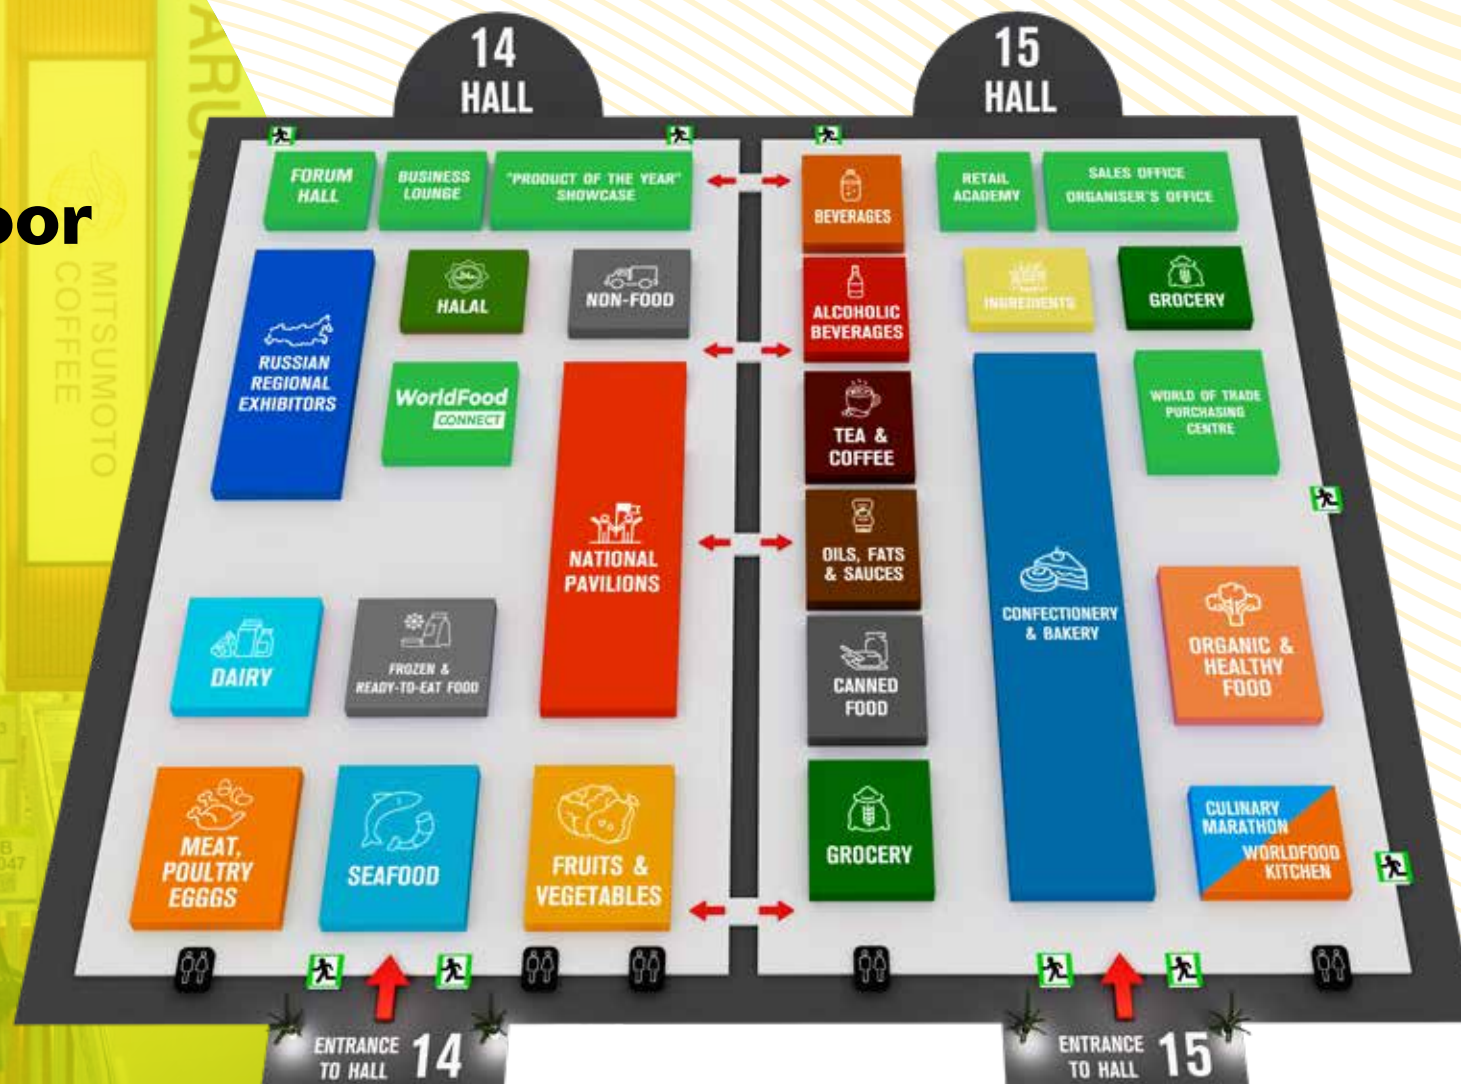 14
HALL
15
HALL
oor
MITSUMOTO
COFFEE
FORUM
HALL
BUSINESS
LOUNGE
"PRODUCT OF THE YEAR"
SHOWCASE
BEVERAGES
RETAIL
ACADEMY
SALES OFFICE
ORGANISER'S OFFICE
RUSSIAN
REGIONAL
EXHIBITORS
HALAL
NON-FOOD
ALCOHOLIC
BEVERAGES
INGREDIENTS
GROCERY
WorldFood
CONNECT
NATIONAL
PAVILIONS
TEA &
COFFEE
CONFECTIONERY
& BAKERY
WORLD OF TRADE
PURCHASING
CENTRE
OILS, FATS
& SAUCES
DAIRY
FROZEN &
READY-TO-EAT FOOD
CANNED
FOOD
ORGANIC &
HEALTHY
FOOD
MEAT,
POULTRY
EGGGS
SEAFOOD
FRUITS &
VEGETABLES
GROCERY
CULINARY
MARATHON
WORLDFOOD
KITCHEN
ENTRANCE
TO HALL 14
ENTRANCE
TO HALL 15